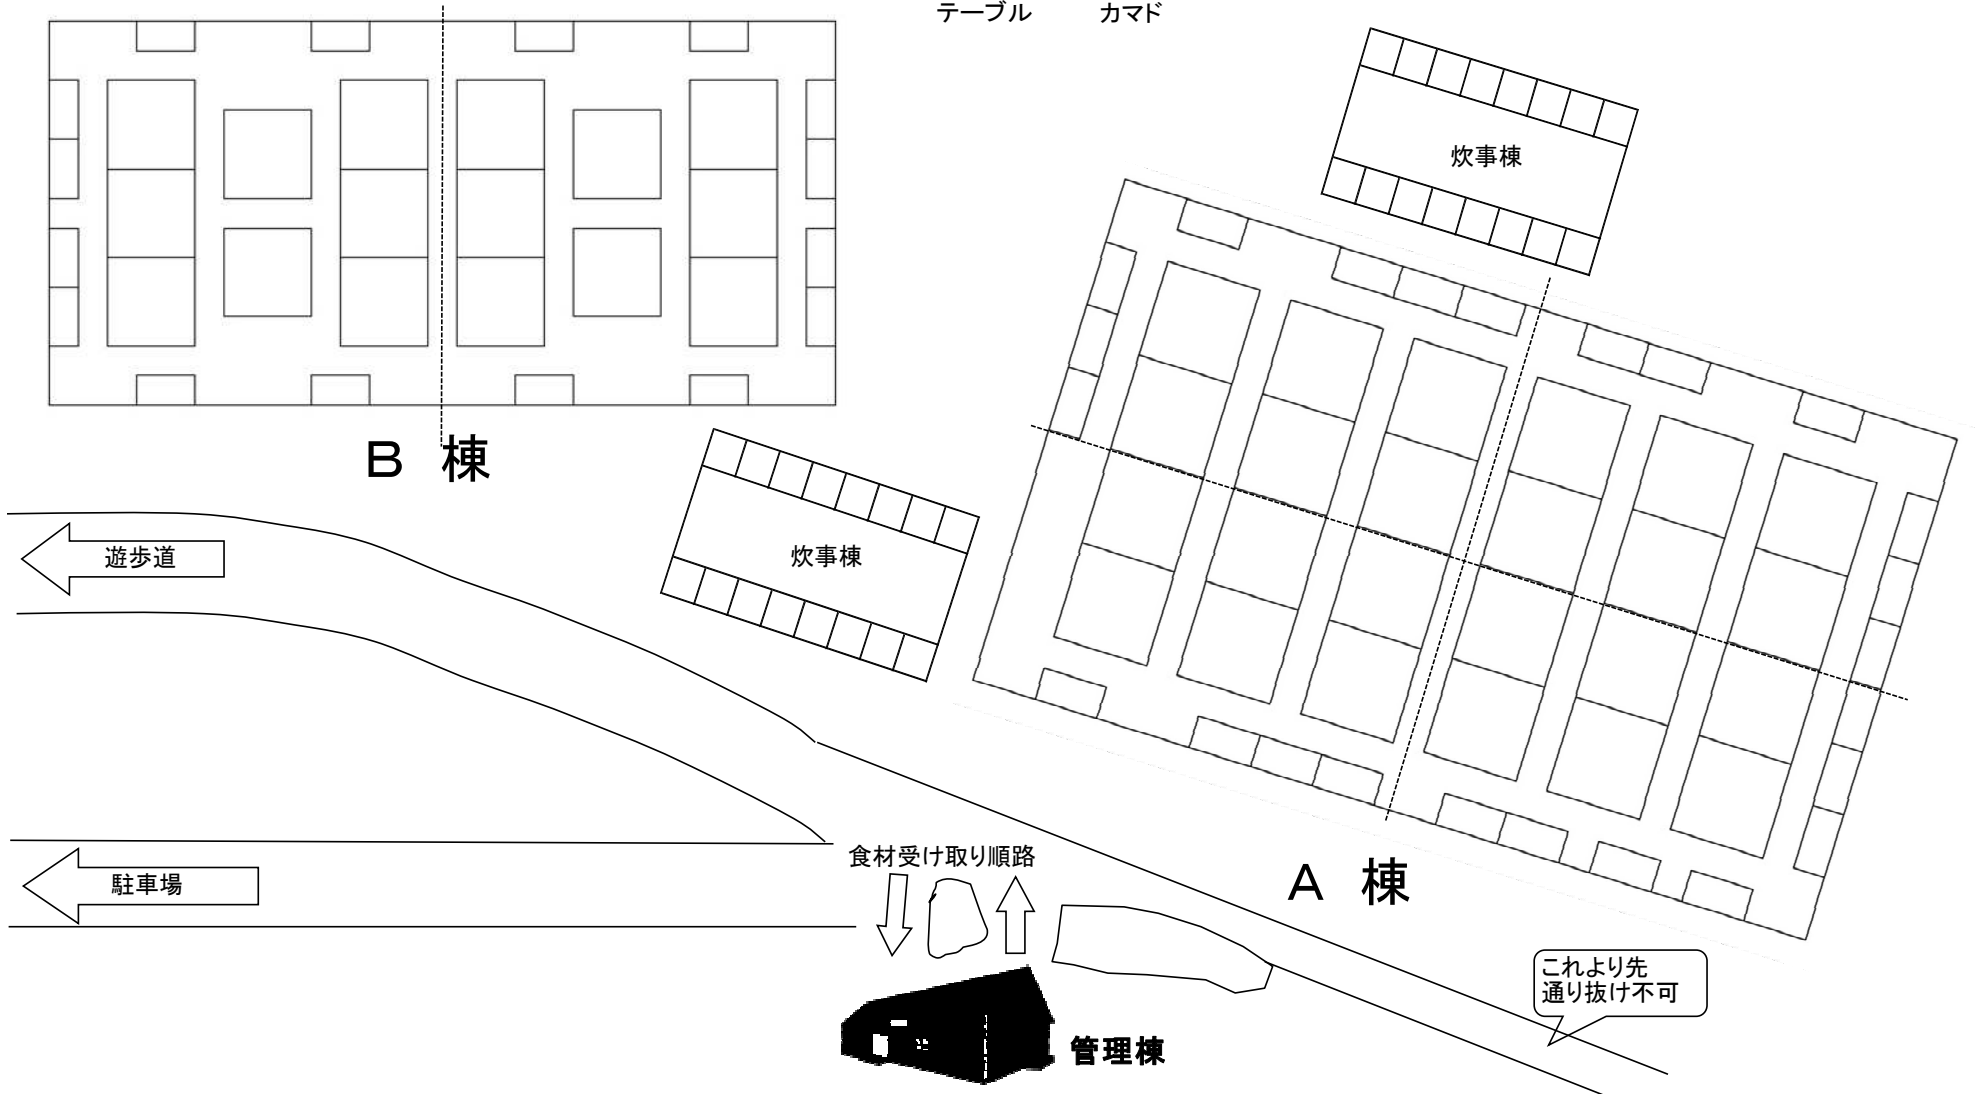 テーブル　カマド
炊事棟
B 棟
遊歩道
炊事棟
食材受け取り順路
駐車場
A 棟
これより先
通り抜け不可
管理棟